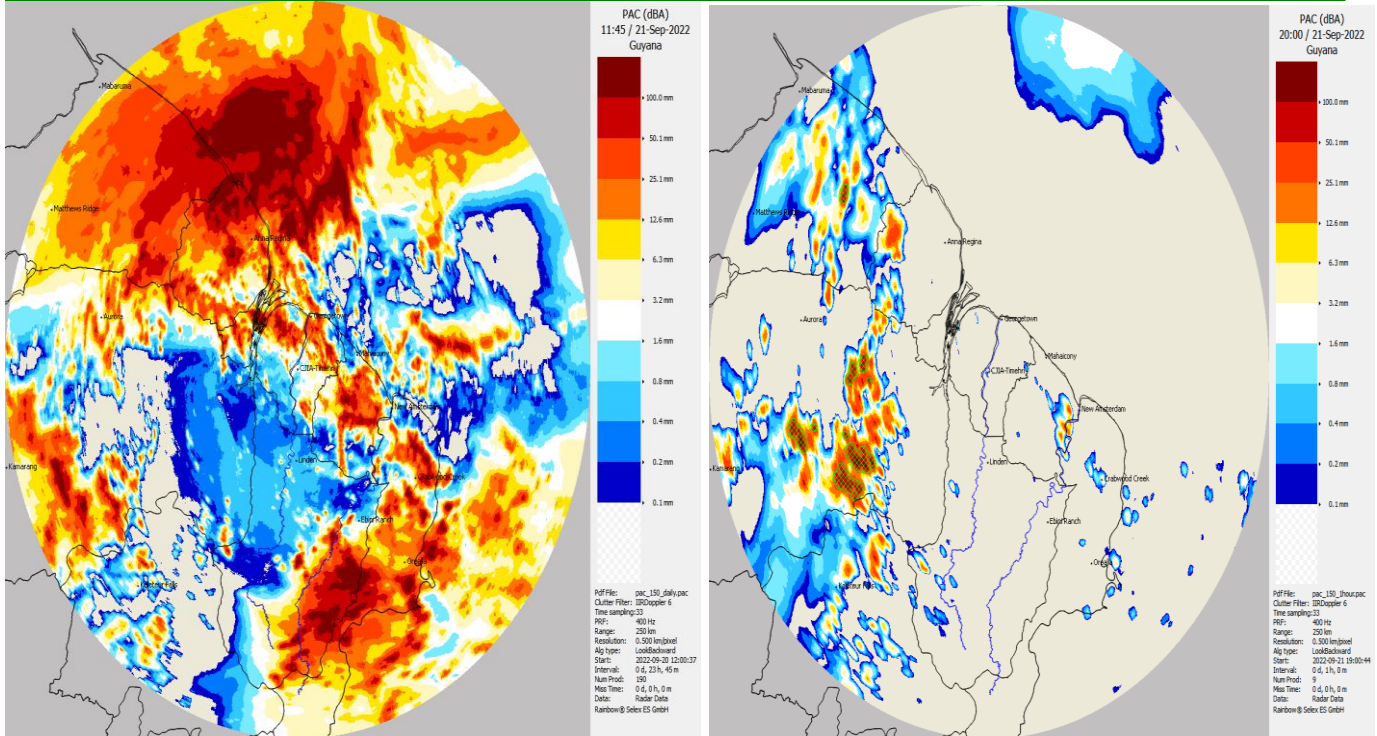 PAC (dBA)
11:45 / 21-Sep-2022
Guyana
100.0 mm
50.1 mm
25.1 mm
12.6 mm
6.3 mm
3.2 mm
1.6 mm
0.8 mm
0.4 mm
0.2 mm
0.1 mm
Pdf File: pac_150_daily.pac
Clutter Filter: IIRDoppler 6
Time sampling:33
PRF: 400 Hz
Range: 250 km
Resolution: 0.500 km/pixel
Alg type: LookBackward
Start: 2022-09-20 12:00:37
Interval: 0 d, 23 h, 45 m
Num Prod: 190
Miss Time: 0 d, 0 h, 0 m
Data: Radar Data
Rainbow® Selex ES GmbH
Mabaruma
Matthews Ridge
Anna Regina
Aurora
Georgetown
Mahaicony
CJIA-Timehri
New Amsterdam
Kamarang
Linden
Crabwood Creek
Ebini Ranch
Orealla
Kaieteur Falls
PAC (dBA)
20:00 / 21-Sep-2022
Guyana
100.0 mm
50.1 mm
25.1 mm
12.6 mm
6.3 mm
3.2 mm
1.6 mm
0.8 mm
0.4 mm
0.2 mm
0.1 mm
Pdf File: pac_150_1hour.pac
Clutter Filter: IIRDoppler 6
Time sampling:33
PRF: 400 Hz
Range: 250 km
Resolution: 0.500 km/pixel
Alg type: LookBackward
Start: 2022-09-21 19:00:44
Interval: 0 d, 1 h, 0 m
Num Prod: 9
Miss Time: 0 d, 0 h, 0 m
Data: Radar Data
Rainbow® Selex ES GmbH
Mabaruma
Matthews Ridge
Anna Regina
Aurora
Georgetown
Mahaicony
CJIA-Timehri
New Amsterdam
Kamarang
Linden
Crabwood Creek
Ebini Ranch
Orealla
Kaieteur Falls